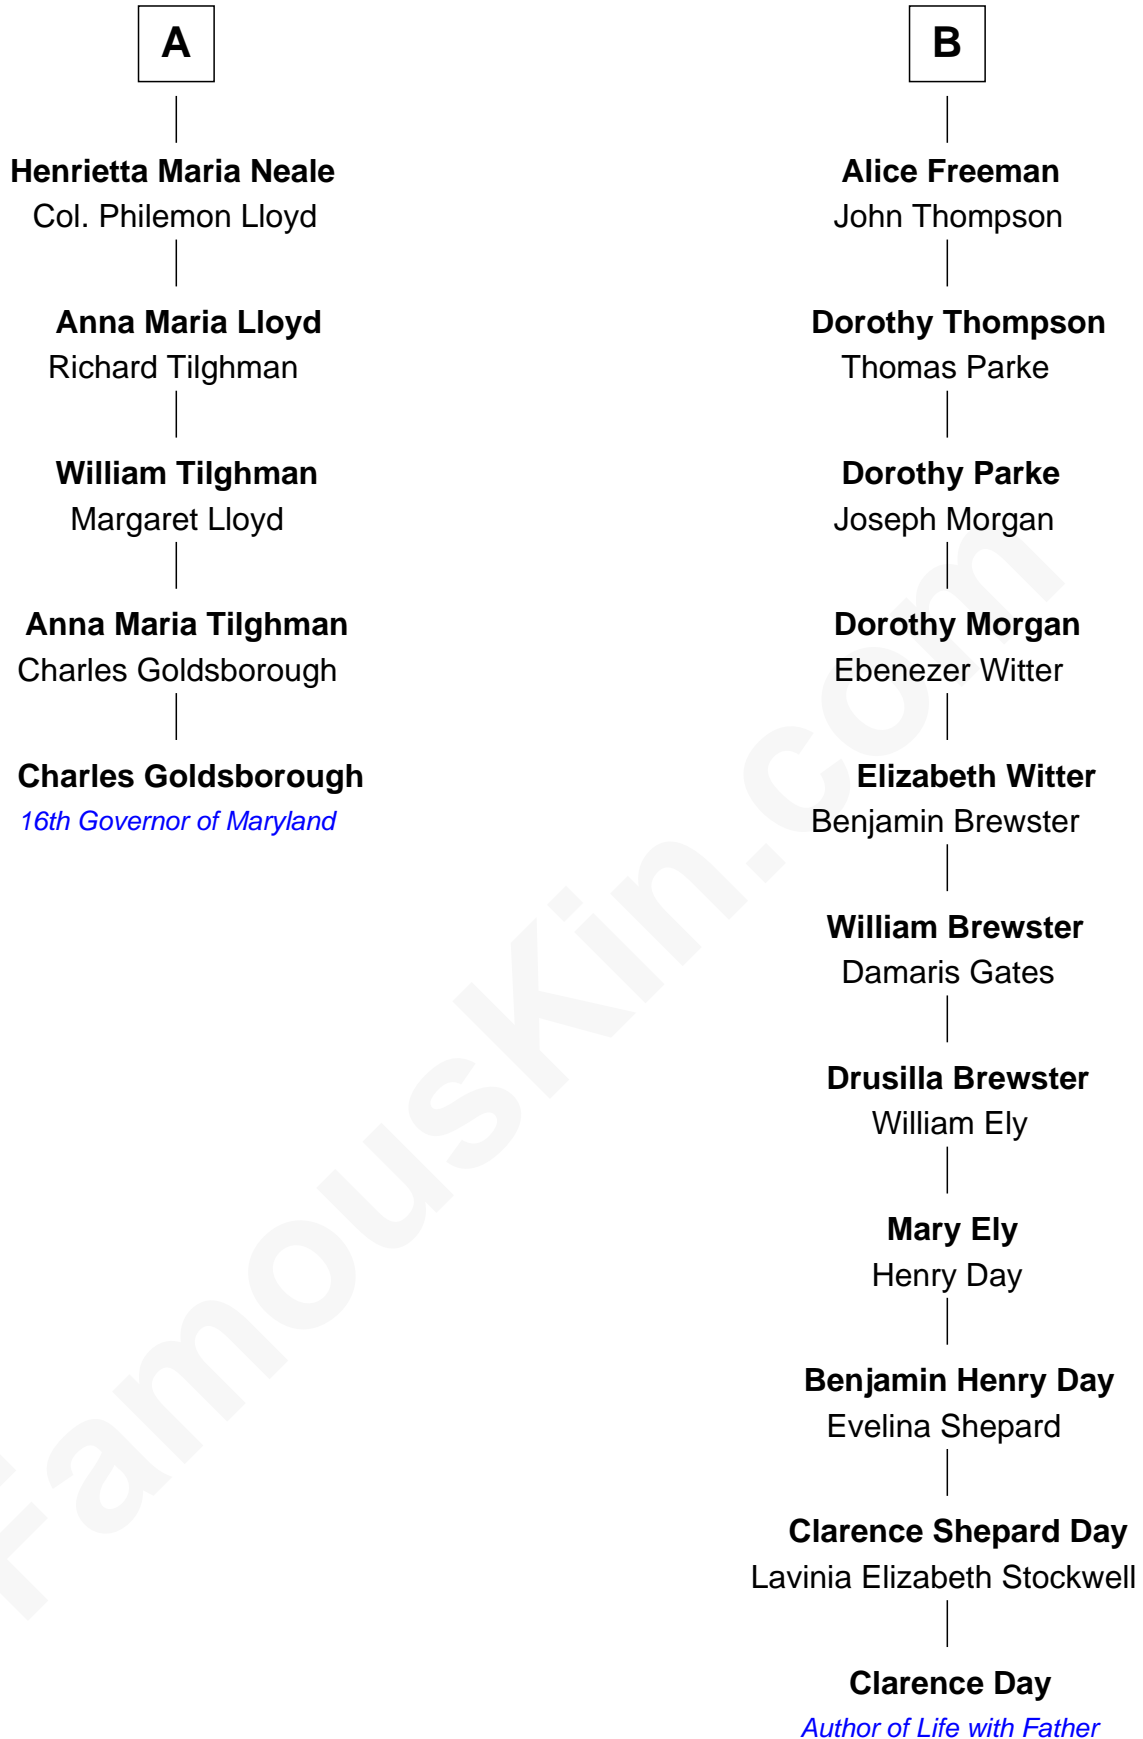 A
Henrietta Maria Neale
Col. Philemon Lloyd
Anna Maria Lloyd
Richard Tilghman
William Tilghman
Margaret Lloyd
Anna Maria Tilghman
Charles Goldsborough
Charles Goldsborough
16th Governor of Maryland
B
Alice Freeman
John Thompson
Dorothy Thompson
Thomas Parke
Dorothy Parke
Joseph Morgan
Dorothy Morgan
Ebenezer Witter
Elizabeth Witter
Benjamin Brewster
William Brewster
Damaris Gates
Drusilla Brewster
William Ely
Mary Ely
Henry Day
Benjamin Henry Day
Evelina Shepard
Clarence Shepard Day
Lavinia Elizabeth Stockwell
Clarence Day
Author of Life with Father
FamousKin.com